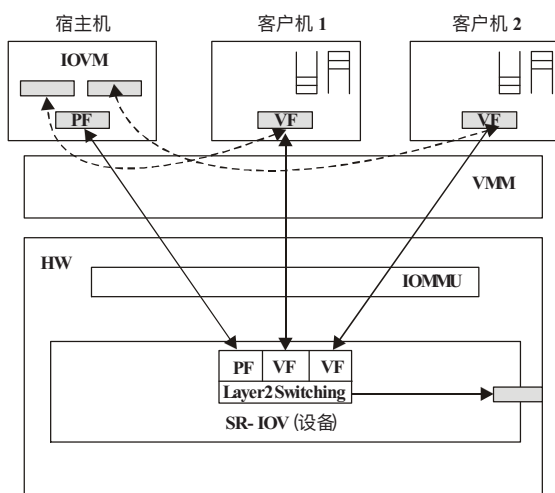 宿主机 客户机 1 客户机 2
IOVM
PF VF VF
VMM
HW
IOMMU
PF VF VF
Layer2 Switching
SR-IOV (设备)